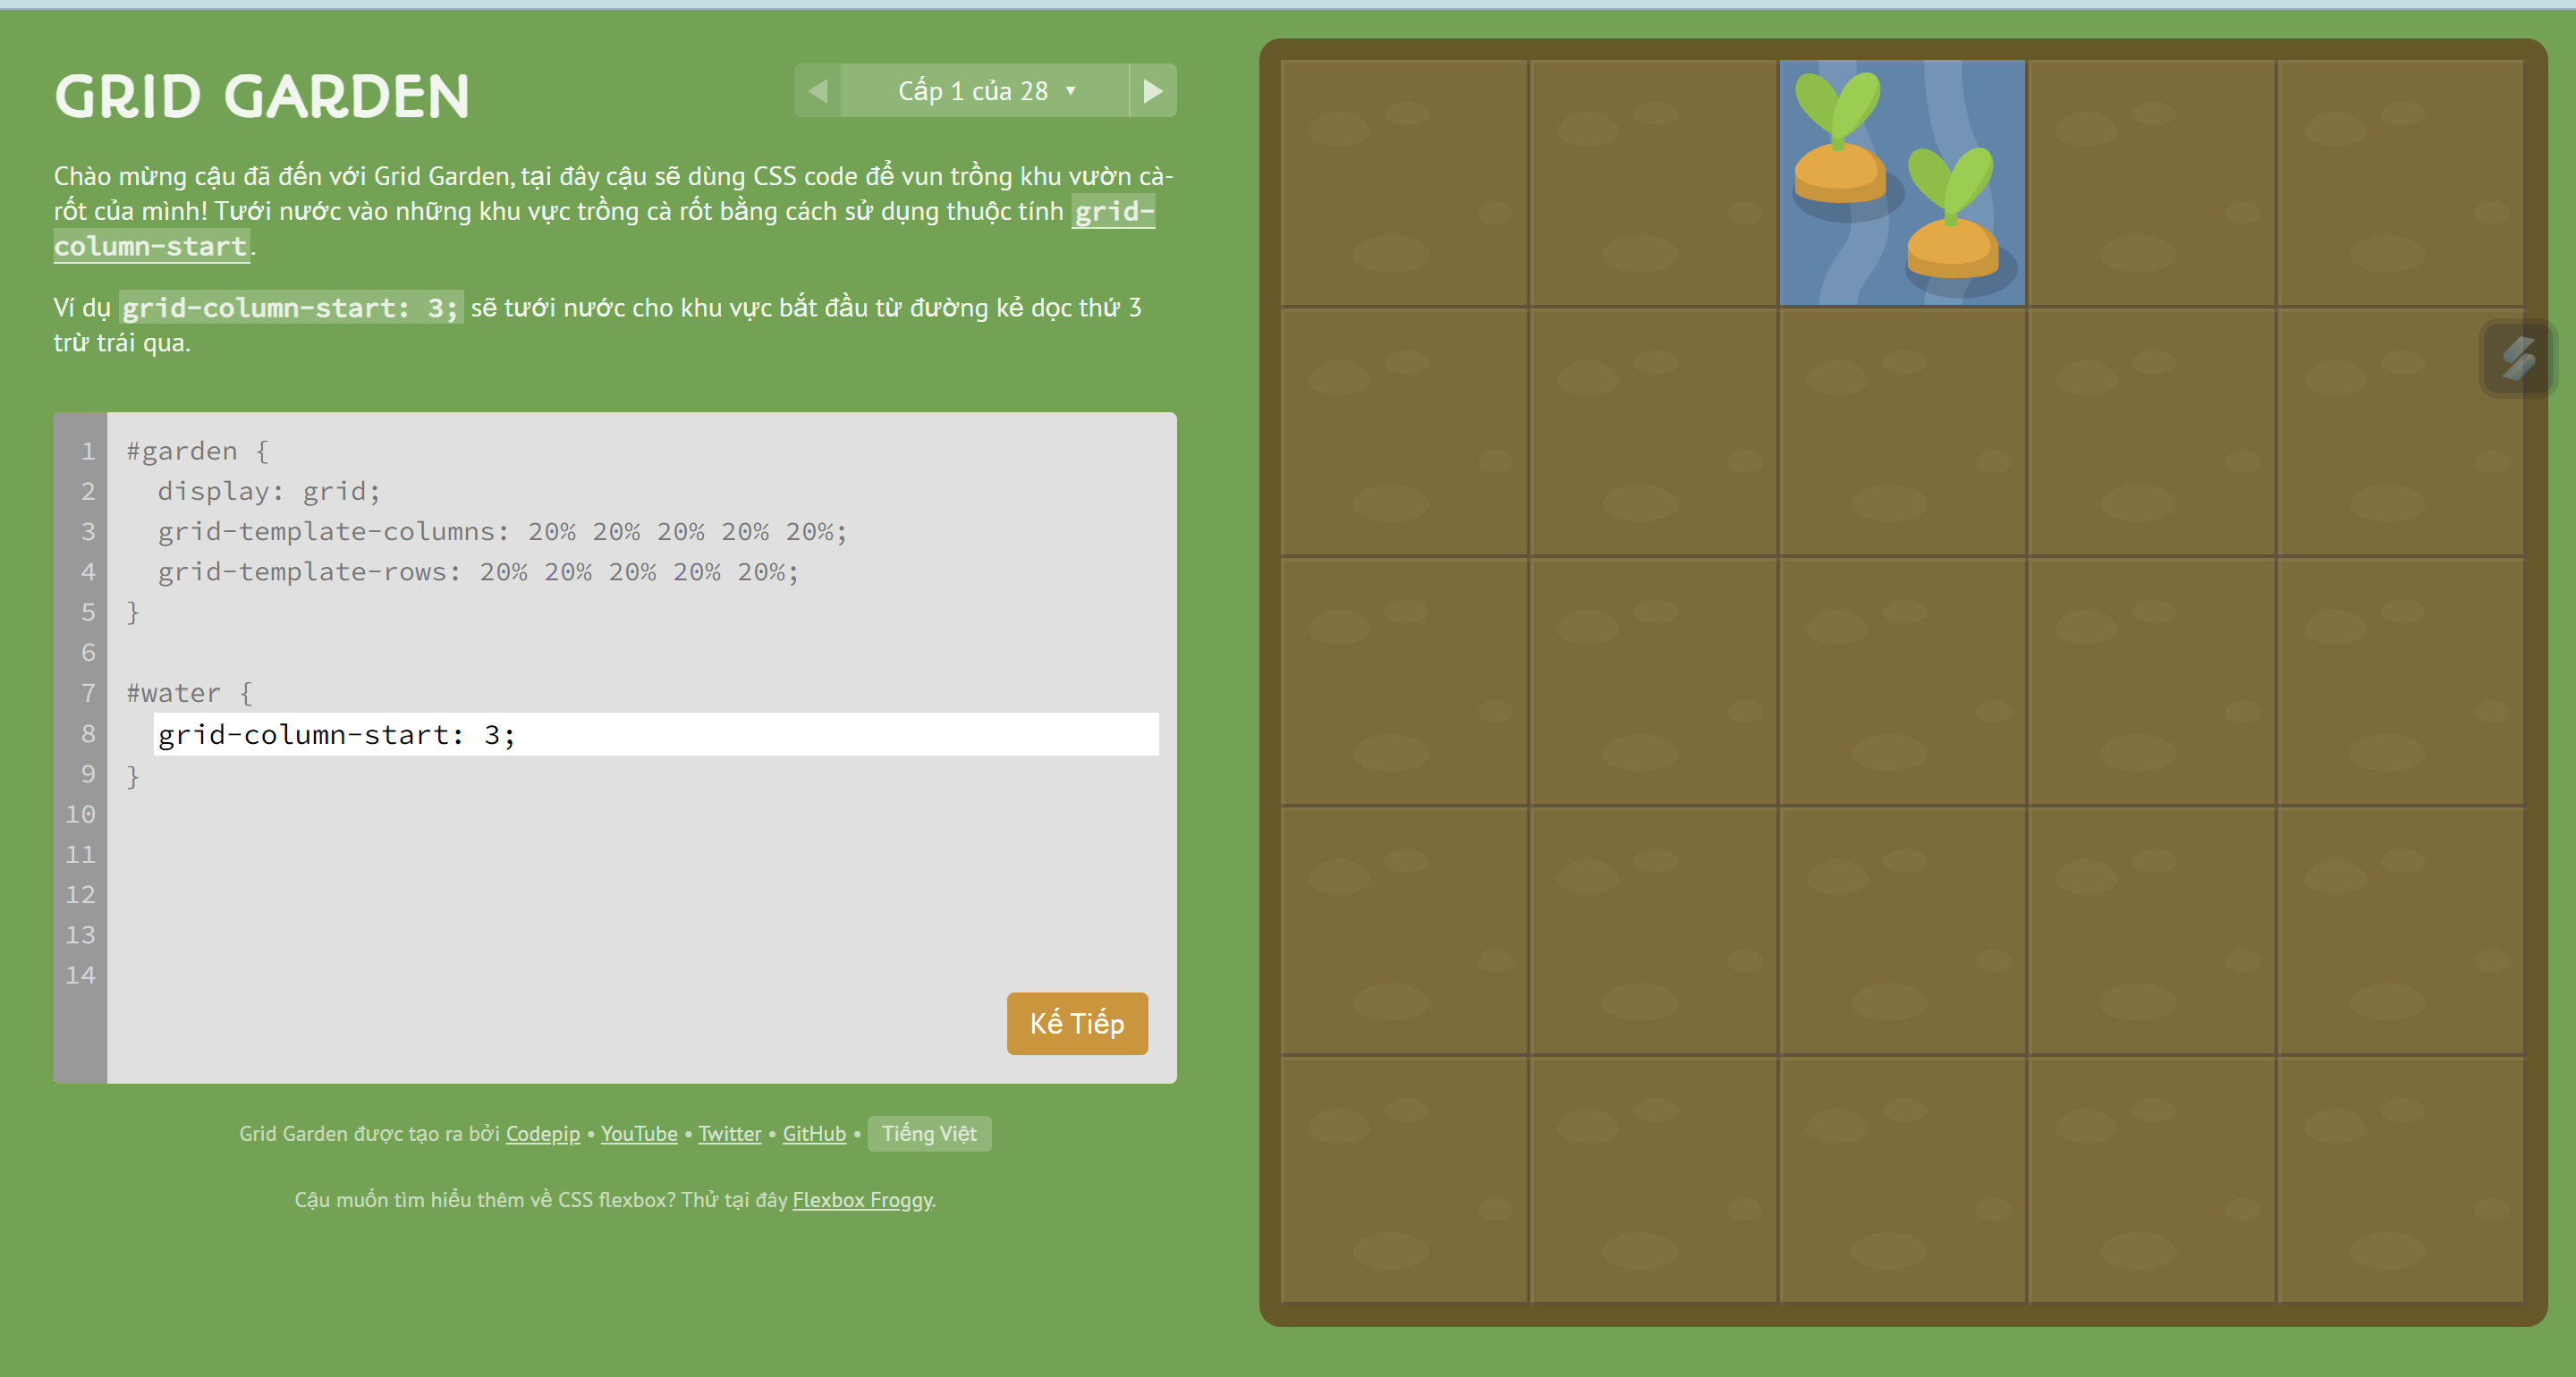 GRID GARDEN
◀ Cấp 1 của 28 ▼ ▶
Chào mừng cậu đã đến với Grid Garden, tại đây cậu sẽ dùng CSS code để vun trồng khu vườn cà-
rốt của mình! Tưới nước vào những khu vực trồng cà rốt bằng cách sử dụng thuộc tính grid-
column-start.
Ví dụ grid-column-start: 3; sẽ tưới nước cho khu vực bắt đầu từ đường kẻ dọc thứ 3
trừ trái qua.
1 #garden {
2 display: grid;
3 grid-template-columns: 20% 20% 20% 20% 20%;
4 grid-template-rows: 20% 20% 20% 20% 20%;
5 }
6
7 #water {
8 grid-column-start: 3;
9 }
10
11
12
13
14
Kế Tiếp
Grid Garden được tạo ra bởi Codepip • YouTube • Twitter • GitHub • Tiếng Việt
Cậu muốn tìm hiểu thêm về CSS flexbox? Thử tại đây Flexbox Froggy.